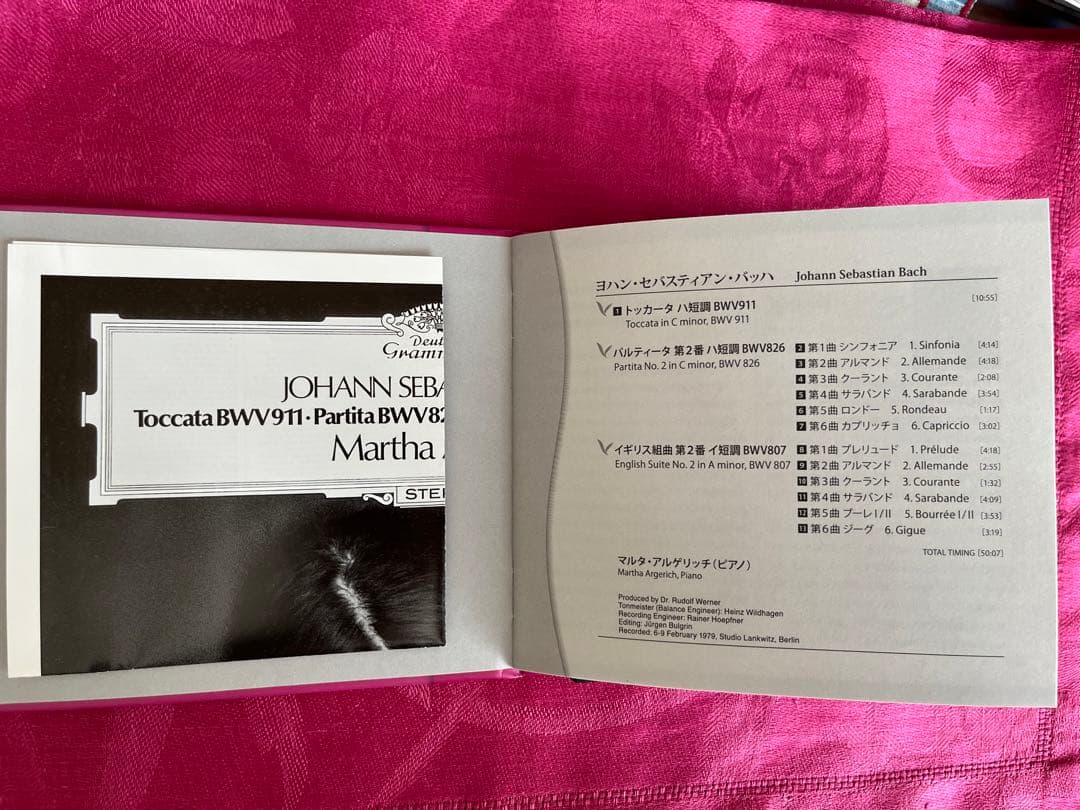 Deut
Gramm
JOHANN SEBA
Toccata BWV 911 · Partita BWV 82
Martha
STE
ヨハン・セバスティアン・バッハ Johann Sebastian Bach
1 トッカータ ハ短調 BWV911 [10:55]
Toccata in C minor, BWV 911
パルティータ 第2番 ハ短調 BWV826
Partita No. 2 in C minor, BWV 826
2 第1曲 シンフォニア 1. Sinfonia [4:14]
3 第2曲 アルマンド 2. Allemande [4:18]
4 第3曲 クーラント 3. Courante [2:08]
5 第4曲 サラバンド 4. Sarabande [3:54]
6 第5曲 ロンドー 5. Rondeau [1:17]
7 第6曲 カプリッチョ 6. Capriccio [3:02]
イギリス組曲 第2番 イ短調 BWV807
English Suite No. 2 in A minor, BWV 807
8 第1曲 プレリュード 1. Prélude [4:18]
9 第2曲 アルマンド 2. Allemande [2:55]
10 第3曲 クーラント 3. Courante [1:32]
11 第4曲 サラバンド 4. Sarabande [4:09]
12 第5曲 ブーレ I/II 5. Bourrée I/II [3:53]
13 第6曲 ジーグ 6. Gigue [3:19]
TOTAL TIMING [50:07]
マルタ・アルゲリッチ(ピアノ)
Martha Argerich, Piano
Produced by Dr. Rudolf Werner
Tonmeister (Balance Engineer): Heinz Wildhagen
Recording Engineer: Rainer Hoepfner
Editing: Jürgen Bulgrin
Recorded: 6-9 February 1979, Studio Lankwitz, Berlin